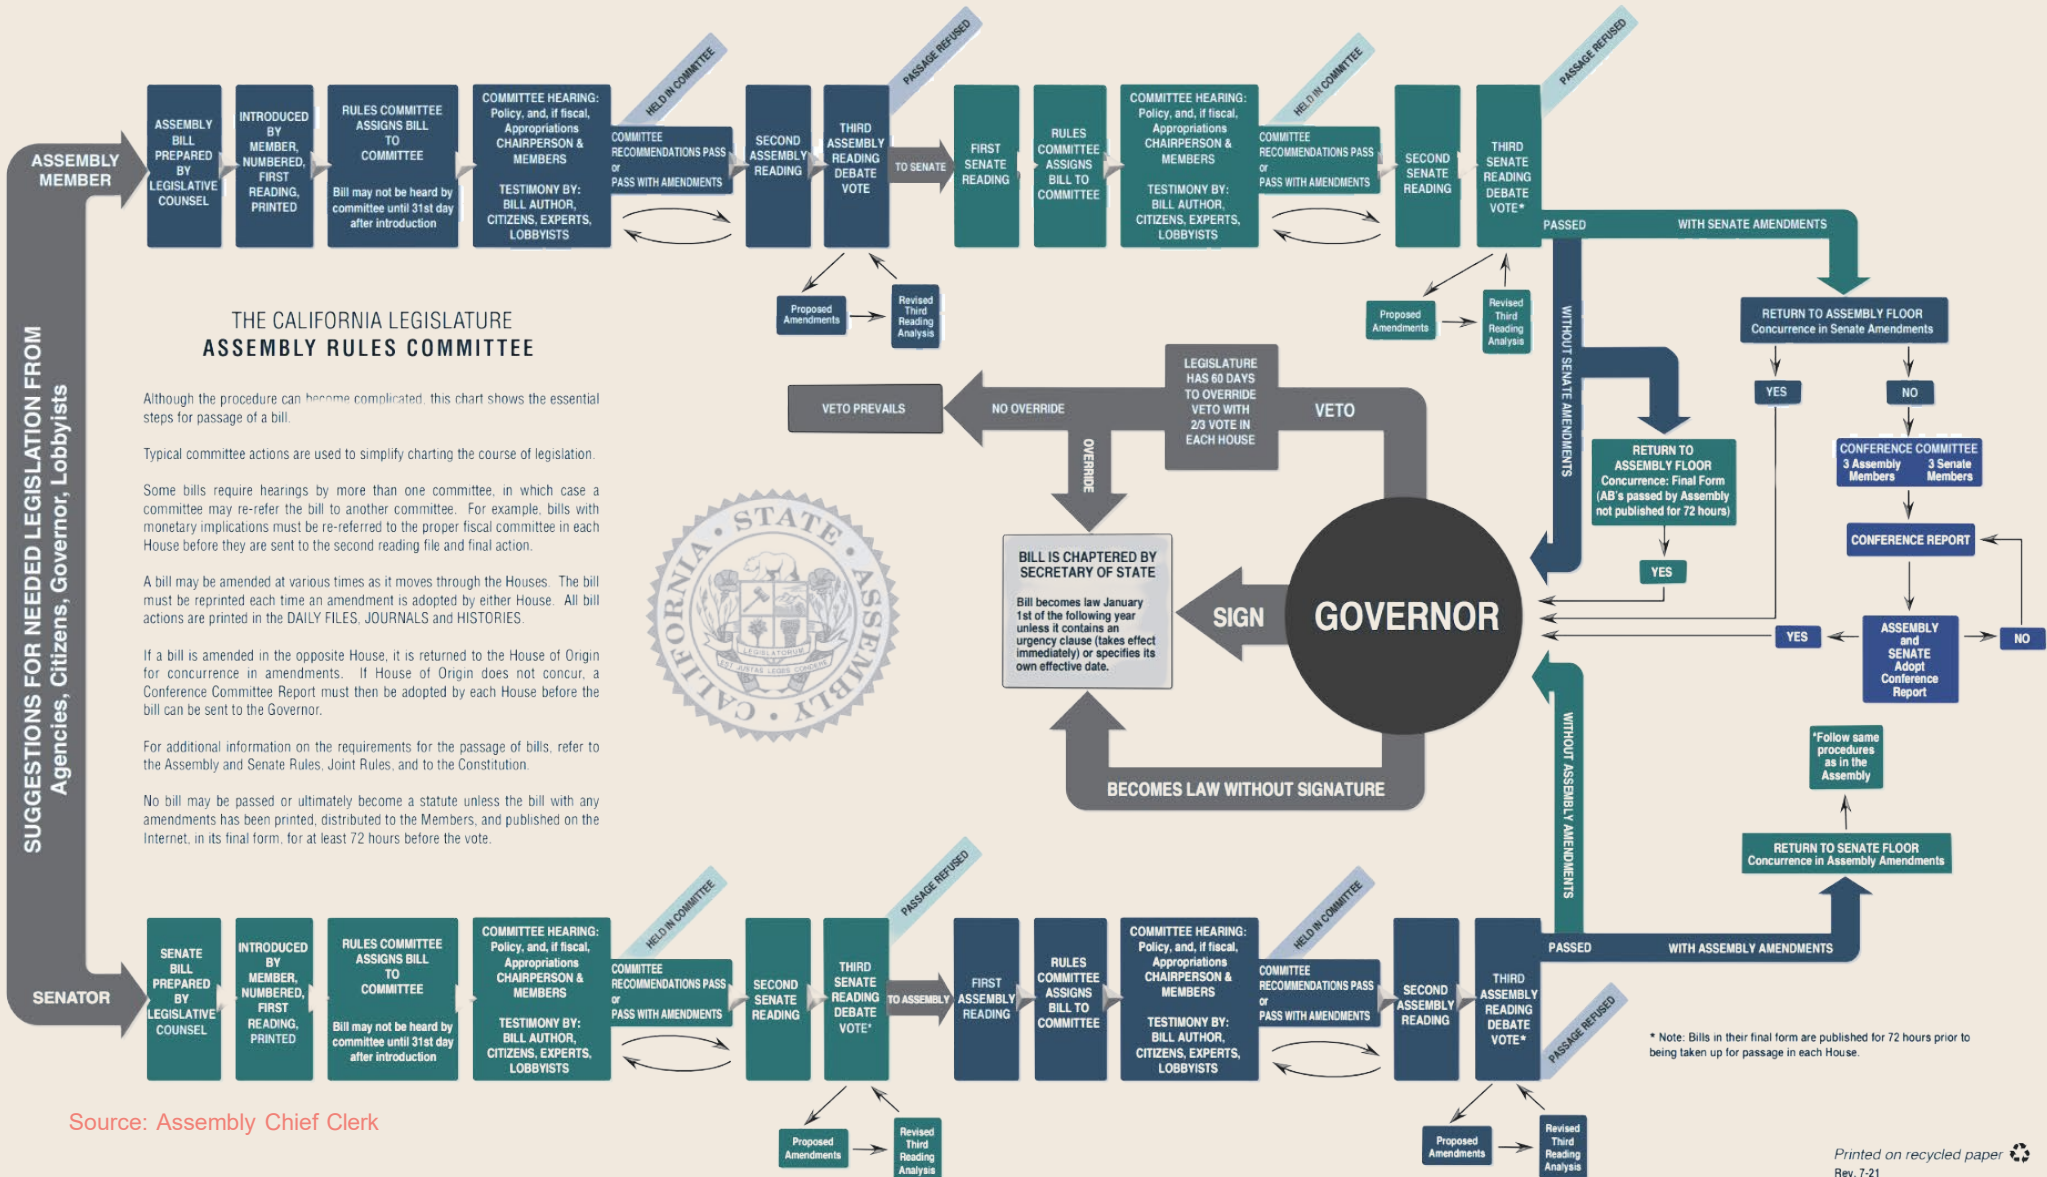 SUGGESTIONS FOR NEEDED LEGISLATION FROM
Agencies, Citizens, Governor, Lobbyists
ASSEMBLY
MEMBER
ASSEMBLY
BILL
PREPARED
BY
LEGISLATIVE
COUNSEL
INTRODUCED
BY
MEMBER,
NUMBERED,
FIRST
READING,
PRINTED
RULES COMMITTEE
ASSIGNS BILL
TO
COMMITTEE
Bill may not be heard by
committee until 31st day
after introduction
COMMITTEE HEARING:
Policy, and, if fiscal,
Appropriations
CHAIRPERSON &
MEMBERS
TESTIMONY BY:
BILL AUTHOR,
CITIZENS, EXPERTS,
LOBBYISTS
HELD IN COMMITTEE
COMMITTEE
RECOMMENDATIONS PASS
or
PASS WITH AMENDMENTS
SECOND
ASSEMBLY
READING
THIRD
ASSEMBLY
READING
DEBATE
VOTE
PASSAGE REFUSED
Proposed
Amendments
Revised
Third
Reading
Analysis
TO SENATE
FIRST
SENATE
READING
RULES
COMMITTEE
ASSIGNS
BILL TO
COMMITTEE
COMMITTEE HEARING:
Policy, and, if fiscal,
Appropriations
CHAIRPERSON &
MEMBERS
TESTIMONY BY:
BILL AUTHOR,
CITIZENS, EXPERTS,
LOBBYISTS
HELD IN COMMITTEE
COMMITTEE
RECOMMENDATIONS PASS
or
PASS WITH AMENDMENTS
SECOND
SENATE
READING
THIRD
SENATE
READING
DEBATE
VOTE*
PASSAGE REFUSED
Proposed
Amendments
Revised
Third
Reading
Analysis
PASSED
WITH SENATE AMENDMENTS
WITHOUT SENATE AMENDMENTS
RETURN TO ASSEMBLY FLOOR
Concurrence in Senate Amendments
YES
NO
RETURN TO
ASSEMBLY FLOOR
Concurrence: Final Form
(AB's passed by Assembly
not published for 72 hours)
YES
CONFERENCE COMMITTEE
3 Assembly 3 Senate
Members Members
CONFERENCE REPORT
ASSEMBLY
and
SENATE
Adopt
Conference
Report
YES
NO
THE CALIFORNIA LEGISLATURE
ASSEMBLY RULES COMMITTEE
Although the procedure can become complicated, this chart shows the essential
steps for passage of a bill.
Typical committee actions are used to simplify charting the course of legislation.
Some bills require hearings by more than one committee, in which case a
committee may re-refer the bill to another committee. For example, bills with
monetary implications must be re-referred to the proper fiscal committee in each
House before they are sent to the second reading file and final action.
A bill may be amended at various times as it moves through the Houses. The bill
must be reprinted each time an amendment is adopted by either House. All bill
actions are printed in the DAILY FILES, JOURNALS and HISTORIES.
If a bill is amended in the opposite House, it is returned to the House of Origin
for concurrence in amendments. If House of Origin does not concur, a
Conference Committee Report must then be adopted by each House before the
bill can be sent to the Governor.
For additional information on the requirements for the passage of bills, refer to
the Assembly and Senate Rules, Joint Rules, and to the Constitution.
No bill may be passed or ultimately become a statute unless the bill with any
amendments has been printed, distributed to the Members, and published on the
Internet, in its final form, for at least 72 hours before the vote.
CALIFORNIA • STATE • ASSEMBLY •
LEGISLATORUM
EST JUSTAS LEGES CONDERE
VETO PREVAILS
NO OVERRIDE
OVERRIDE
LEGISLATURE
HAS 60 DAYS
TO OVERRIDE
VETO WITH
2/3 VOTE IN
EACH HOUSE
VETO
BILL IS CHAPTERED BY
SECRETARY OF STATE
Bill becomes law January
1st of the following year
unless it contains an
urgency clause (takes effect
immediately) or specifies its
own effective date.
SIGN
GOVERNOR
BECOMES LAW WITHOUT SIGNATURE
WITHOUT ASSEMBLY AMENDMENTS
*Follow same
procedures
as in the
Assembly
RETURN TO SENATE FLOOR
Concurrence in Assembly Amendments
SENATOR
SENATE
BILL
PREPARED
BY
LEGISLATIVE
COUNSEL
INTRODUCED
BY
MEMBER,
NUMBERED,
FIRST
READING,
PRINTED
RULES COMMITTEE
ASSIGNS BILL
TO
COMMITTEE
Bill may not be heard by
committee until 31st day
after introduction
COMMITTEE HEARING:
Policy, and, if fiscal,
Appropriations
CHAIRPERSON &
MEMBERS
TESTIMONY BY:
BILL AUTHOR,
CITIZENS, EXPERTS,
LOBBYISTS
HELD IN COMMITTEE
COMMITTEE
RECOMMENDATIONS PASS
or
PASS WITH AMENDMENTS
SECOND
SENATE
READING
THIRD
SENATE
READING
DEBATE
VOTE*
PASSAGE REFUSED
Proposed
Amendments
Revised
Third
Reading
Analysis
TO ASSEMBLY
FIRST
ASSEMBLY
READING
RULES
COMMITTEE
ASSIGNS
BILL TO
COMMITTEE
COMMITTEE HEARING:
Policy, and, if fiscal,
Appropriations
CHAIRPERSON &
MEMBERS
TESTIMONY BY:
BILL AUTHOR,
CITIZENS, EXPERTS,
LOBBYISTS
HELD IN COMMITTEE
COMMITTEE
RECOMMENDATIONS PASS
or
PASS WITH AMENDMENTS
SECOND
ASSEMBLY
READING
THIRD
ASSEMBLY
READING
DEBATE
VOTE*
PASSAGE REFUSED
Proposed
Amendments
Revised
Third
Reading
Analysis
PASSED
WITH ASSEMBLY AMENDMENTS
* Note: Bills in their final form are published for 72 hours prior to
being taken up for passage in each House.
Source: Assembly Chief Clerk
Printed on recycled paper
Rev. 7-21